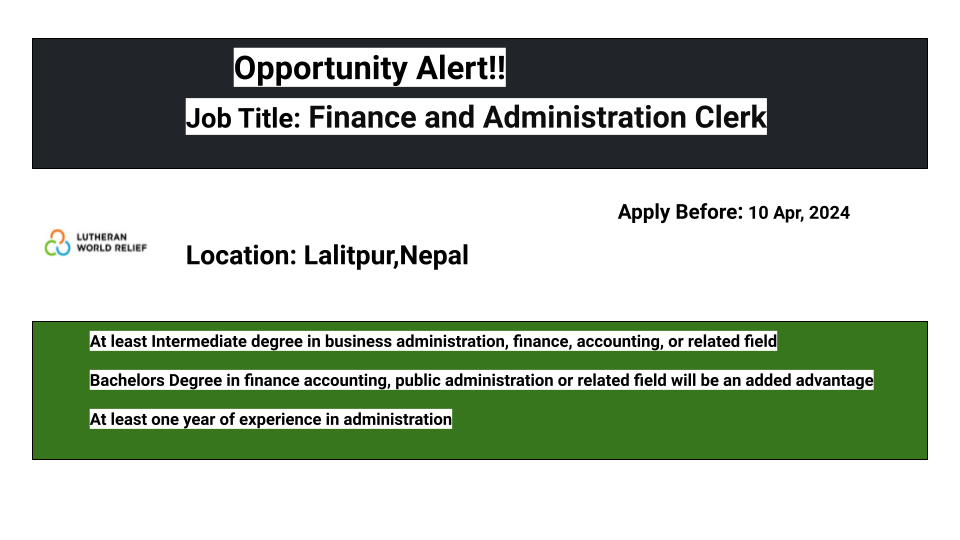 Opportunity Alert!!
Job Title: Finance and Administration Clerk
Apply Before: 10 Apr, 2024
LUTHERAN
WORLD RELIEF
Location: Lalitpur,Nepal
At least Intermediate degree in business administration, finance, accounting, or related field
Bachelors Degree in finance accounting, public administration or related field will be an added advantage
At least one year of experience in administration